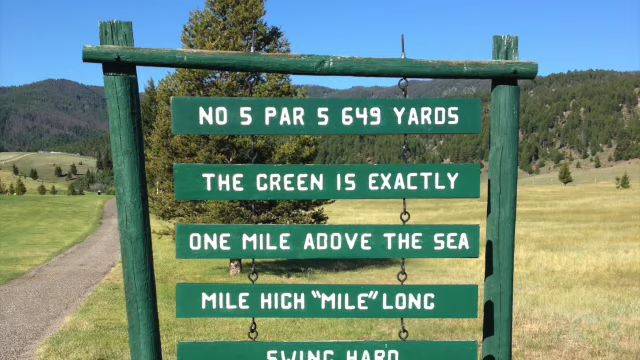 NO 5 PAR 5 649 YARDS
THE GREEN IS EXACTLY
ONE MILE ABOVE THE SEA
MILE HIGH "MILE" LONG
SWING HARD